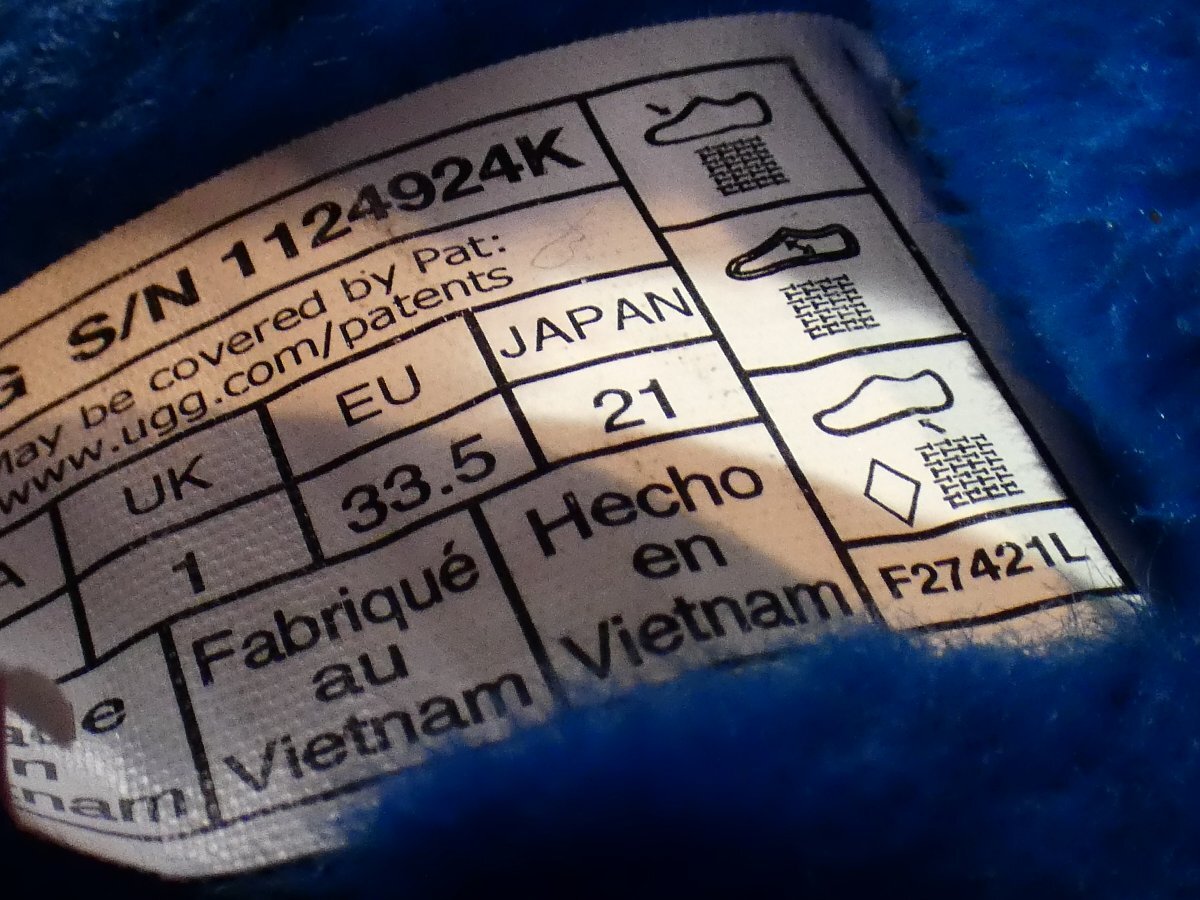 G S/N 1124924K
May be covered by Pat:
www.ugg.com/patents
A UK EU JAPAN
1 33.5 21
Fabriqué
au
Vietnam
Hecho
en
Vietnam
F27421L